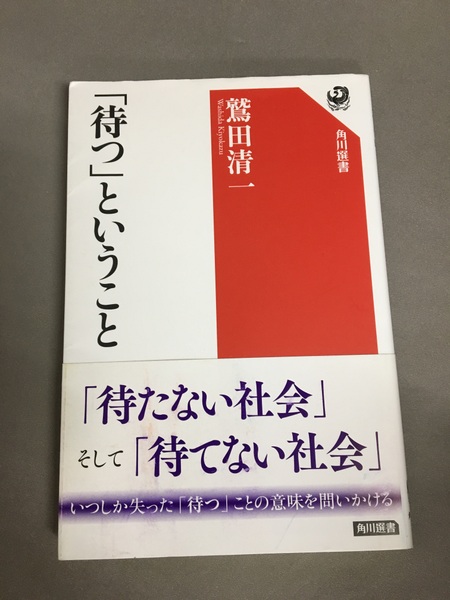 「待つ」ということ
鷲田清一
Washida Kiyokazu
角川選書
「待たない社会」
そして「待てない社会」
いつしか失った「待つ」ことの意味を問いかける
角川選書